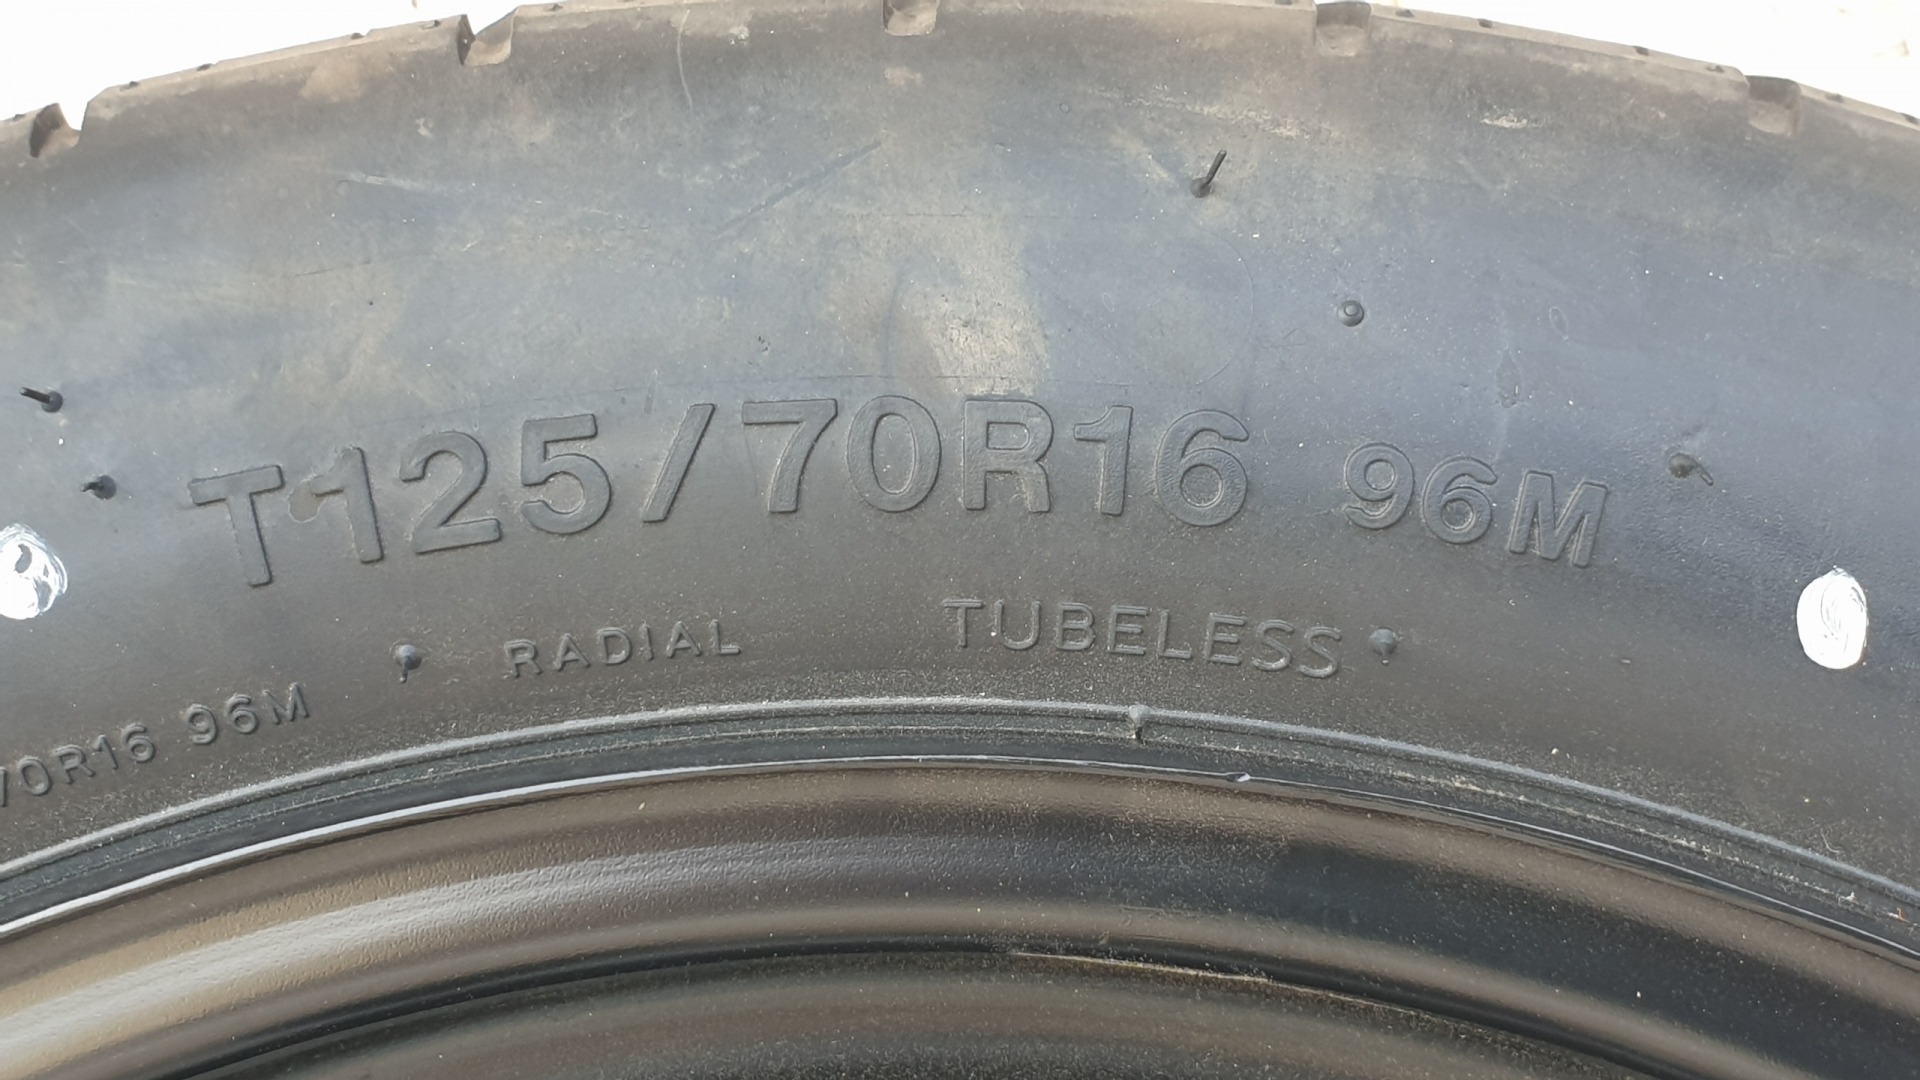 T125/70R16 96M
RADIAL TUBELESS
70R16 96M